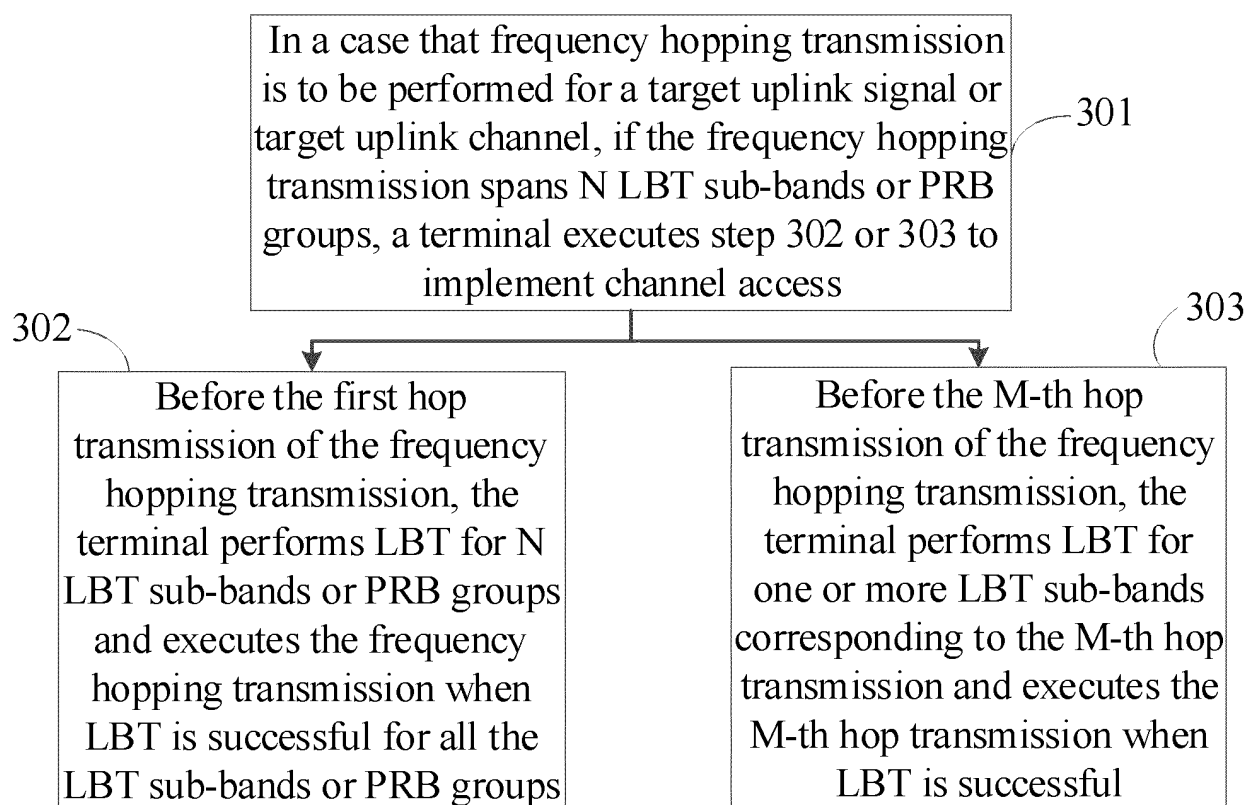 In a case that frequency hopping transmission
is to be performed for a target uplink signal or
target uplink channel, if the frequency hopping
transmission spans N LBT sub-bands or PRB
groups, a terminal executes step 302 or 303 to
implement channel access
301
302
Before the first hop
transmission of the frequency
hopping transmission, the
terminal performs LBT for N
LBT sub-bands or PRB groups
and executes the frequency
hopping transmission when
LBT is successful for all the
LBT sub-bands or PRB groups
303
Before the M-th hop
transmission of the frequency
hopping transmission, the
terminal performs LBT for
one or more LBT sub-bands
corresponding to the M-th hop
transmission and executes the
M-th hop transmission when
LBT is successful